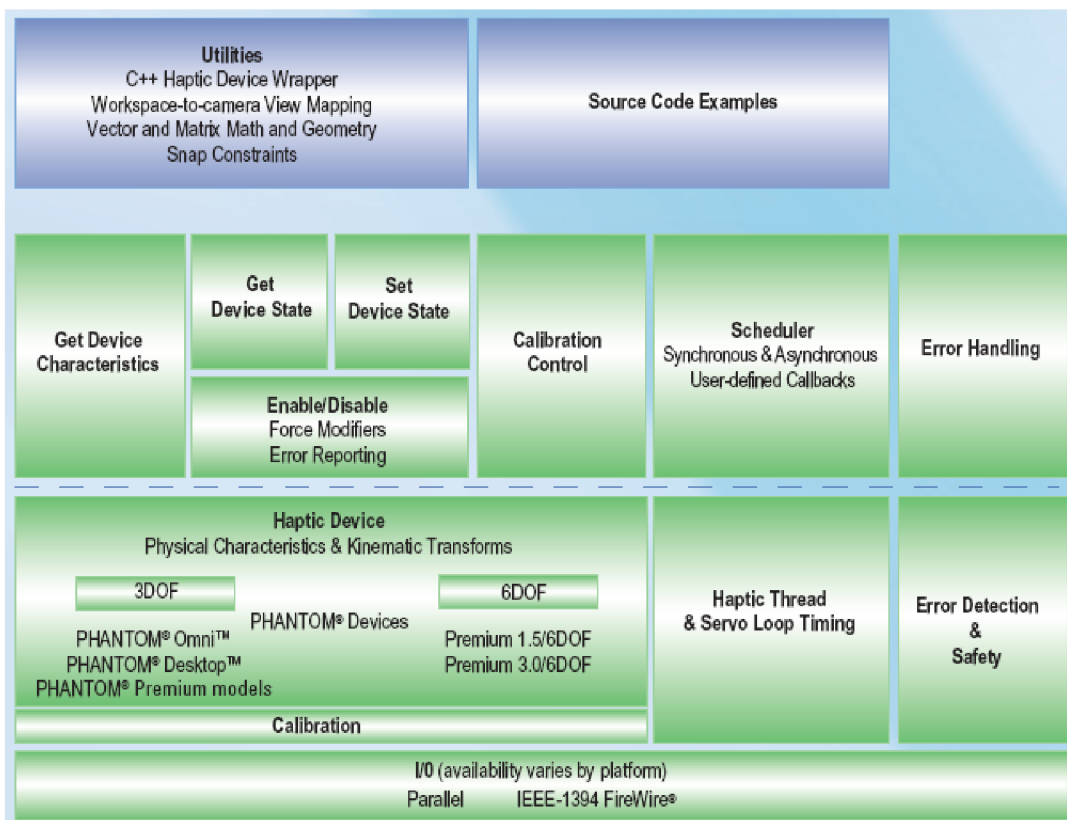 Utilities
C++ Haptic Device Wrapper
Workspace-to-camera View Mapping
Vector and Matrix Math and Geometry
Snap Constraints
Source Code Examples
Get Device
Characteristics
Get
Device State
Set
Device State
Enable/Disable
Force Modifiers
Error Reporting
Calibration
Control
Scheduler
Synchronous & Asynchronous
User-defined Callbacks
Error Handling
Haptic Device
Physical Characteristics & Kinematic Transforms
3DOF
6DOF
PHANTOM® Devices
PHANTOM® Omni™
PHANTOM® Desktop™
PHANTOM® Premium models
Premium 1.5/6DOF
Premium 3.0/6DOF
Calibration
Haptic Thread
& Servo Loop Timing
Error Detection
&
Safety
I/0 (availability varies by platform)
Parallel IEEE-1394 FireWire®